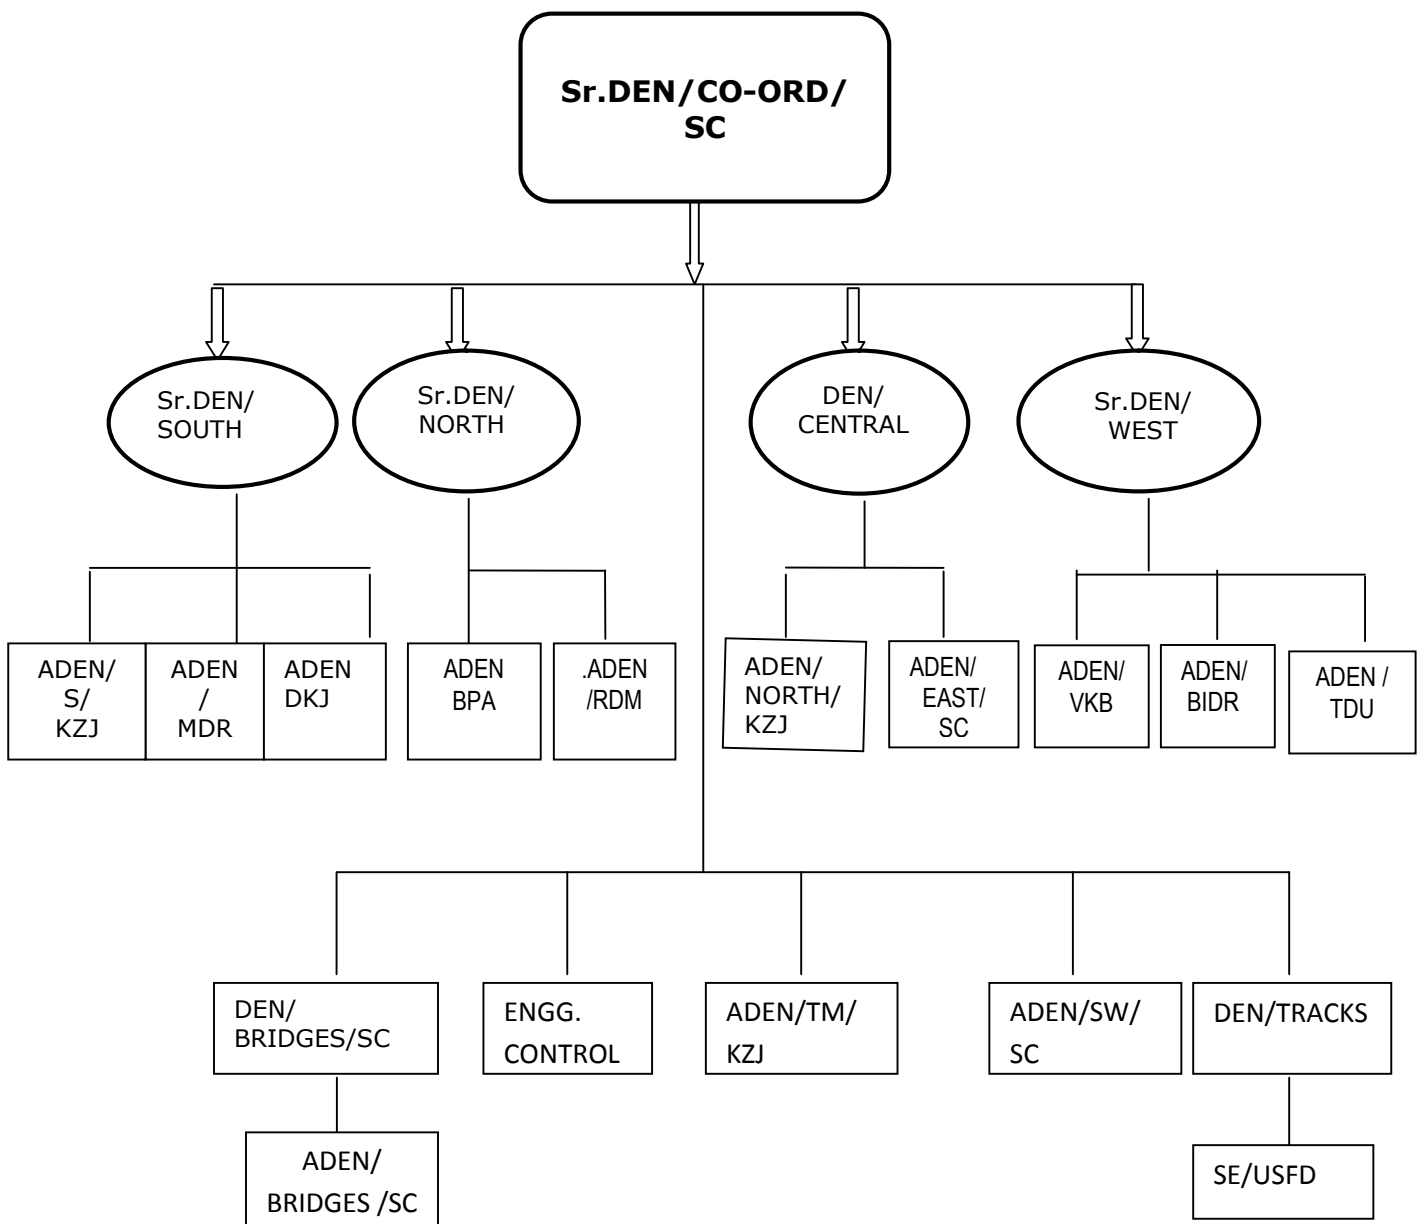 Sr.DEN/CO-ORD/
SC
Sr.DEN/
SOUTH
Sr.DEN/
NORTH
DEN/
CENTRAL
Sr.DEN/
WEST
ADEN/
S/
KZJ
ADEN
/
MDR
ADEN
DKJ
ADEN
BPA
.ADEN
/RDM
ADEN/
NORTH/
KZJ
ADEN/
EAST/
SC
ADEN/
VKB
ADEN/
BIDR
ADEN /
TDU
DEN/
BRIDGES/SC
ENGG.
CONTROL
ADEN/TM/
KZJ
ADEN/SW/
SC
DEN/TRACKS
ADEN/
BRIDGES /SC
SE/USFD